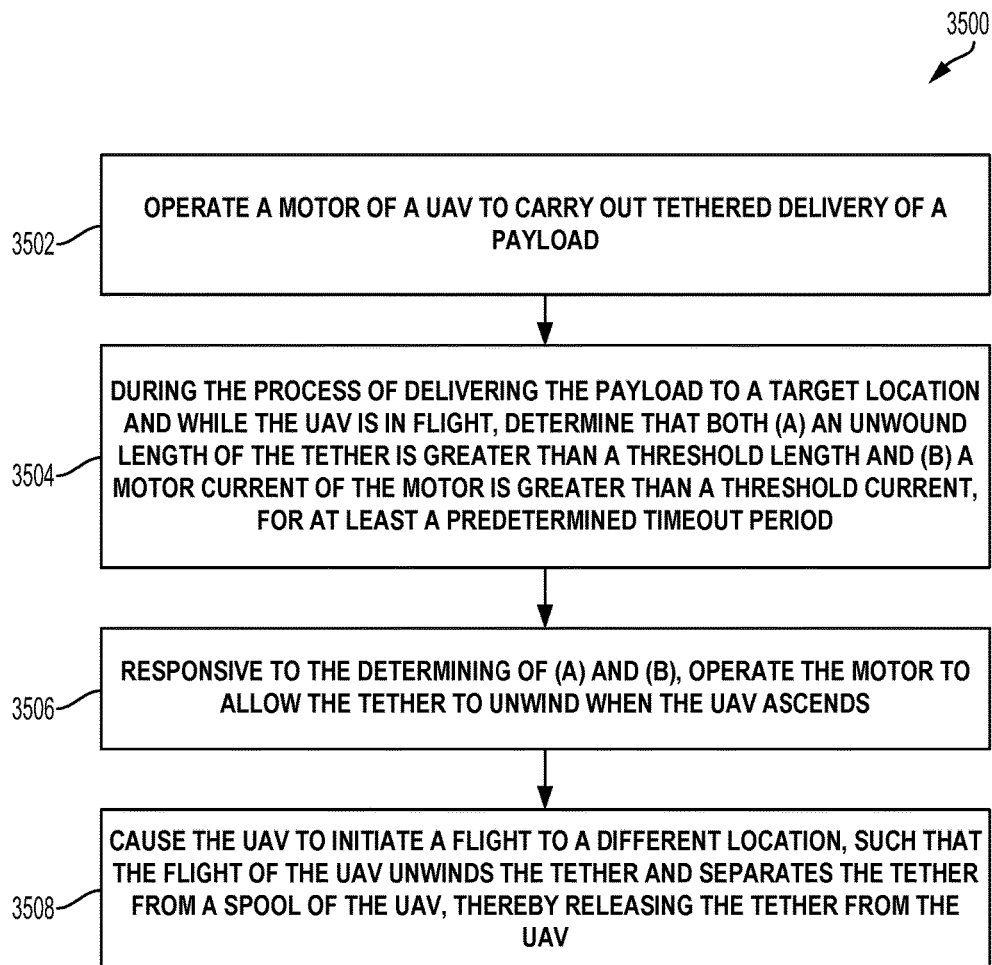 3500
3502
OPERATE A MOTOR OF A UAV TO CARRY OUT TETHERED DELIVERY OF A
PAYLOAD
3504
DURING THE PROCESS OF DELIVERING THE PAYLOAD TO A TARGET LOCATION
AND WHILE THE UAV IS IN FLIGHT, DETERMINE THAT BOTH (A) AN UNWOUND
LENGTH OF THE TETHER IS GREATER THAN A THRESHOLD LENGTH AND (B) A
MOTOR CURRENT OF THE MOTOR IS GREATER THAN A THRESHOLD CURRENT,
FOR AT LEAST A PREDETERMINED TIMEOUT PERIOD
3506
RESPONSIVE TO THE DETERMINING OF (A) AND (B), OPERATE THE MOTOR TO
ALLOW THE TETHER TO UNWIND WHEN THE UAV ASCENDS
3508
CAUSE THE UAV TO INITIATE A FLIGHT TO A DIFFERENT LOCATION, SUCH THAT
THE FLIGHT OF THE UAV UNWINDS THE TETHER AND SEPARATES THE TETHER
FROM A SPOOL OF THE UAV, THEREBY RELEASING THE TETHER FROM THE
UAV